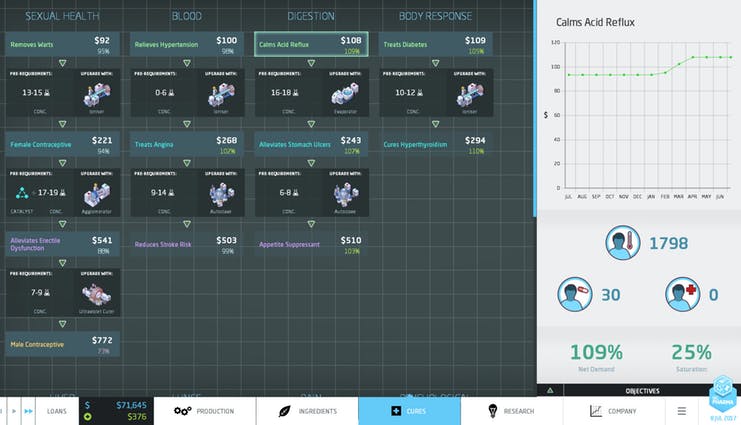 SEXUAL HEALTH
BLOOD
DIGESTION
BODY RESPONSE
Removes Warts $92 95%
Relieves Hypertension $100 98%
Calms Acid Reflux $108 109%
Treats Diabetes $109 105%
PRE-REQUIREMENTS: UPGRADE WITH:
13-15
CONC. Ioniser
PRE-REQUIREMENTS: UPGRADE WITH:
0-6
CONC. Ioniser
PRE-REQUIREMENTS: UPGRADE WITH:
16-18
CONC. Evaporator
PRE-REQUIREMENTS: UPGRADE WITH:
10-12
CONC. Ioniser
Female Contraceptive $221 94%
Treats Angina $268 102%
Alleviates Stomach Ulcers $243 107%
Cures Hyperthyroidism $294 110%
PRE-REQUIREMENTS: UPGRADE WITH:
+ 17-19
CATALYST CONC. Agglomerator
PRE-REQUIREMENTS: UPGRADE WITH:
9-14
CONC. Autoclave
PRE-REQUIREMENTS: UPGRADE WITH:
6-8
CONC. Autoclave
Alleviates Erectile
Dysfunction $541 88%
Reduces Stroke Risk $503 99%
Appetite Suppressant $510 103%
PRE-REQUIREMENTS: UPGRADE WITH:
7-9
CONC. Ultraviolet Curer
Male Contraceptive $772 73%
Calms Acid Reflux
120
100
80
$
60
40
20
0
JUL AUG SEP OCT NOV DEC JAN FEB MAR APR MAY JUN
1798
30
0
109%
Net Demand
25%
Saturation
OBJECTIVES
LOANS
$ $71,645
$376
PRODUCTION
INGREDIENTS
CURES
RESEARCH
COMPANY
PHARMA